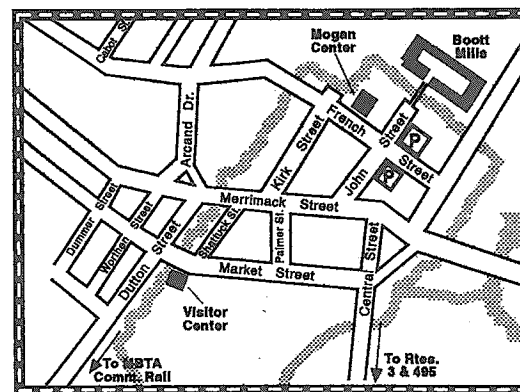 Cabot St.
Mogan
Center
Boott
Mills
Arcand Dr.
French
Street
Kirk
Street
John
Street
P
P
Merrimack Street
Dummer Street
Worthen Street
Dutton Street
Shattuck St.
Palmer St.
Central Street
Market Street
Visitor
Center
To MBTA
Comm. Rail
To Rtes.
3 & 495